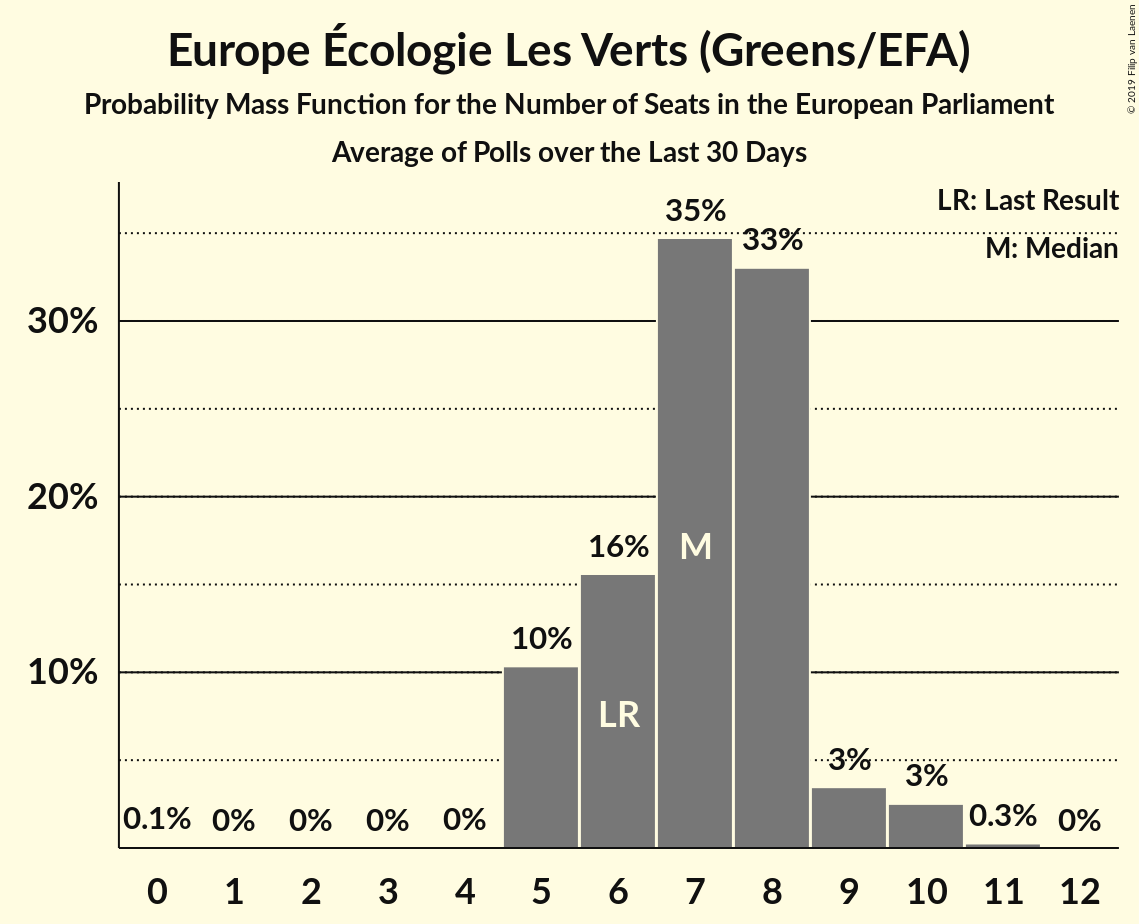 Europe Écologie Les Verts (Greens/EFA)
Probability Mass Function for the Number of Seats in the European Parliament
Average of Polls over the Last 30 Days
© 2019 Filip van Laenen
LR: Last Result
M: Median
35%
33%
30%
20%
16%
M
10%
10%
LR
3%
3%
0.1%
0%
0%
0%
0%
0.3%
0%
0 1 2 3 4 5 6 7 8 9 10 11 12